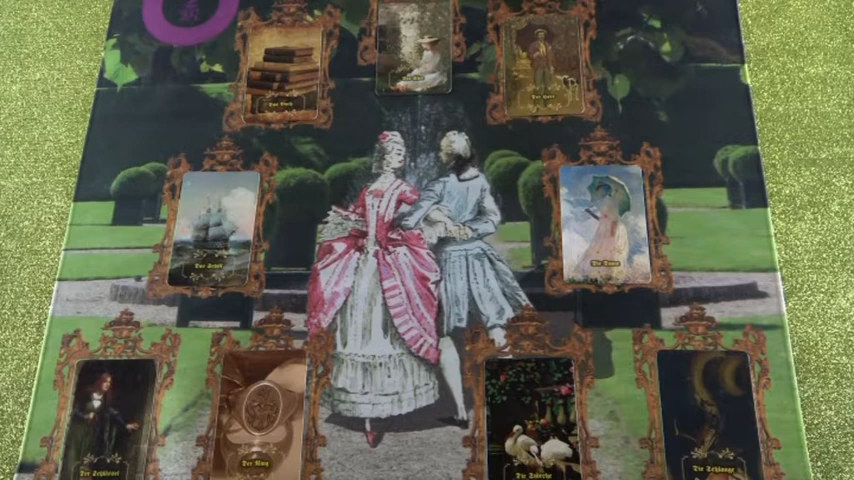 Das Buch
Der Herr
Das Schiff
Die Dame
Der Schlüssel
Der Ring
Die Störche
Die Schlange